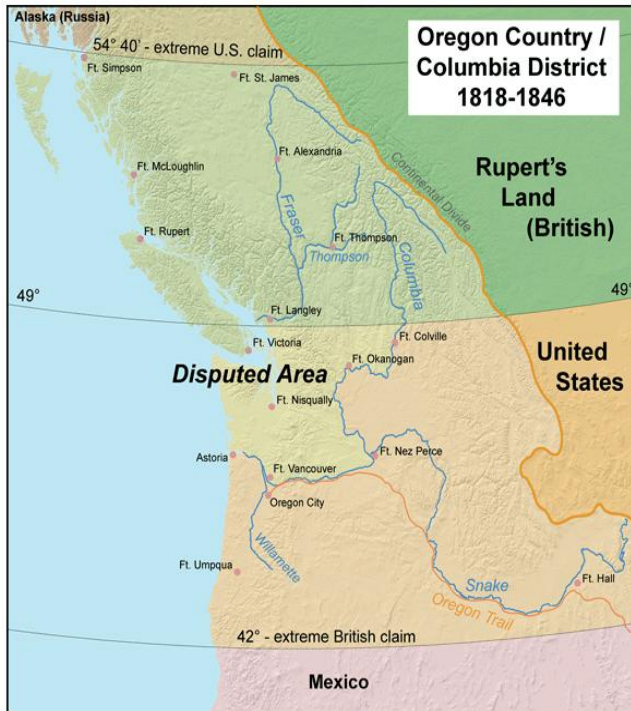 Alaska (Russia)
54° 40' - extreme U.S. claim
Oregon Country /
Columbia District
1818-1846
Ft. Simpson
Ft. St. James
Ft. Alexandria
Continental Divide
Ft. McLoughlin
Rupert's
Land
(British)
Fraser
Ft. Rupert
Ft. Thompson
Thompson
Columbia
49°
49°
Ft. Langley
Ft. Victoria
Ft. Colville
Ft. Okanogan
United
States
Disputed Area
Ft. Nisqually
Astoria
Ft. Nez Perce
Ft. Vancouver
Oregon City
Willamette
Ft. Umpqua
Snake
Ft. Hall
Oregon Trail
42° - extreme British claim
Mexico